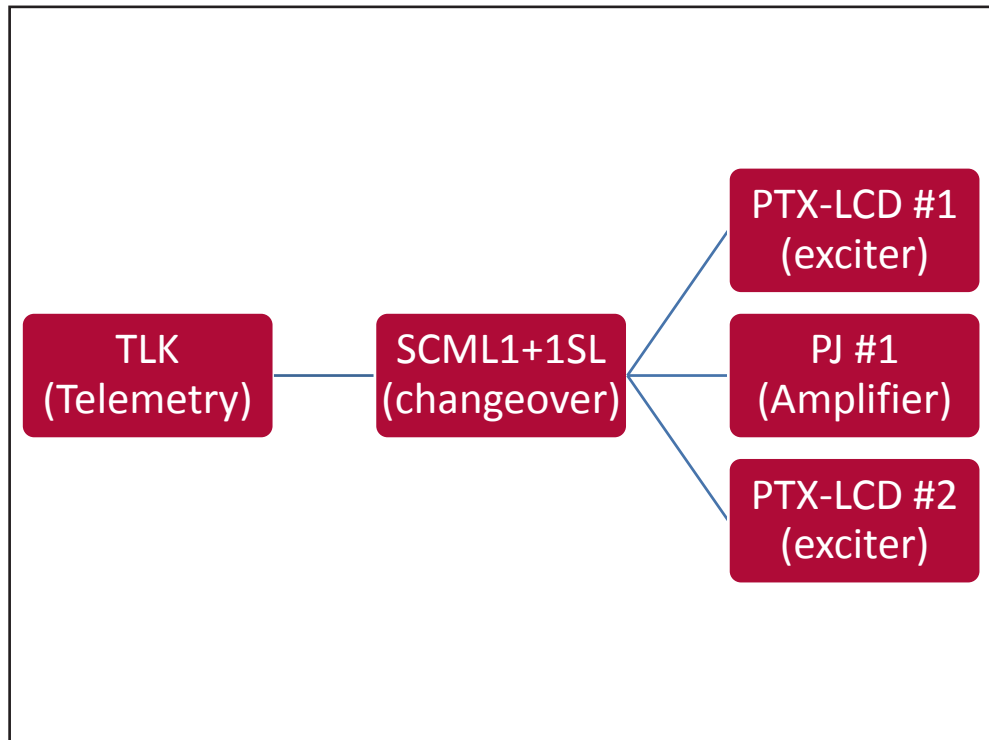 TLK
(Telemetry)
SCML1+1SL
(changeover)
PTX-LCD #1
(exciter)
PJ #1
(Amplifier)
PTX-LCD #2
(exciter)